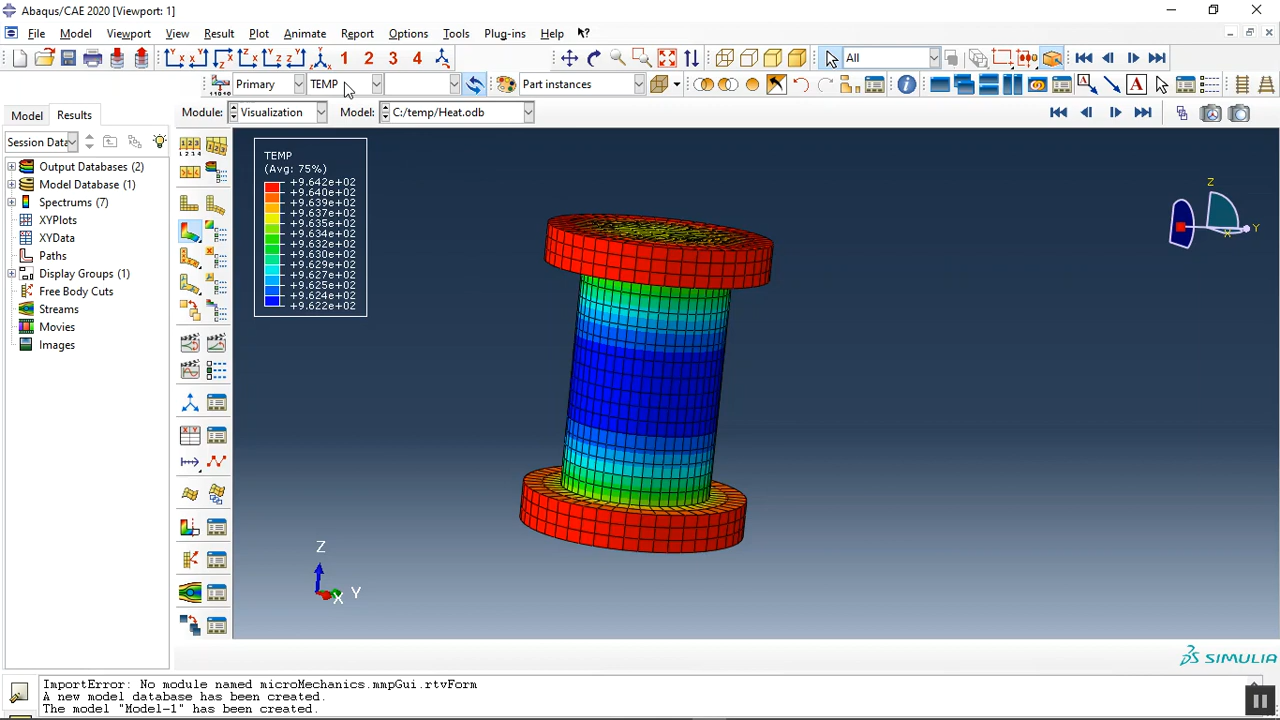 Abaqus/CAE 2020 [Viewport: 1]
File Model Viewport View Result Plot Animate Report Options Tools Plug-ins Help
1 2 3 4 All
Primary TEMP Part instances
Model Results Module: Visualization Model: C:/temp/Heat.odb
Session Data
Output Databases (2)
Model Database (1)
Spectrums (7)
XYPlots
XYData
Paths
Display Groups (1)
Free Body Cuts
Streams
Movies
Images
TEMP
(Avg: 75%)
+9.642e+02
+9.640e+02
+9.639e+02
+9.637e+02
+9.635e+02
+9.634e+02
+9.632e+02
+9.630e+02
+9.629e+02
+9.627e+02
+9.625e+02
+9.624e+02
+9.622e+02
Z
X Y
Z
X Y
SIMULIA
ImportError: No module named microMechanics.mmpGui.rtvForm
A new model database has been created.
The model "Model-1" has been created.